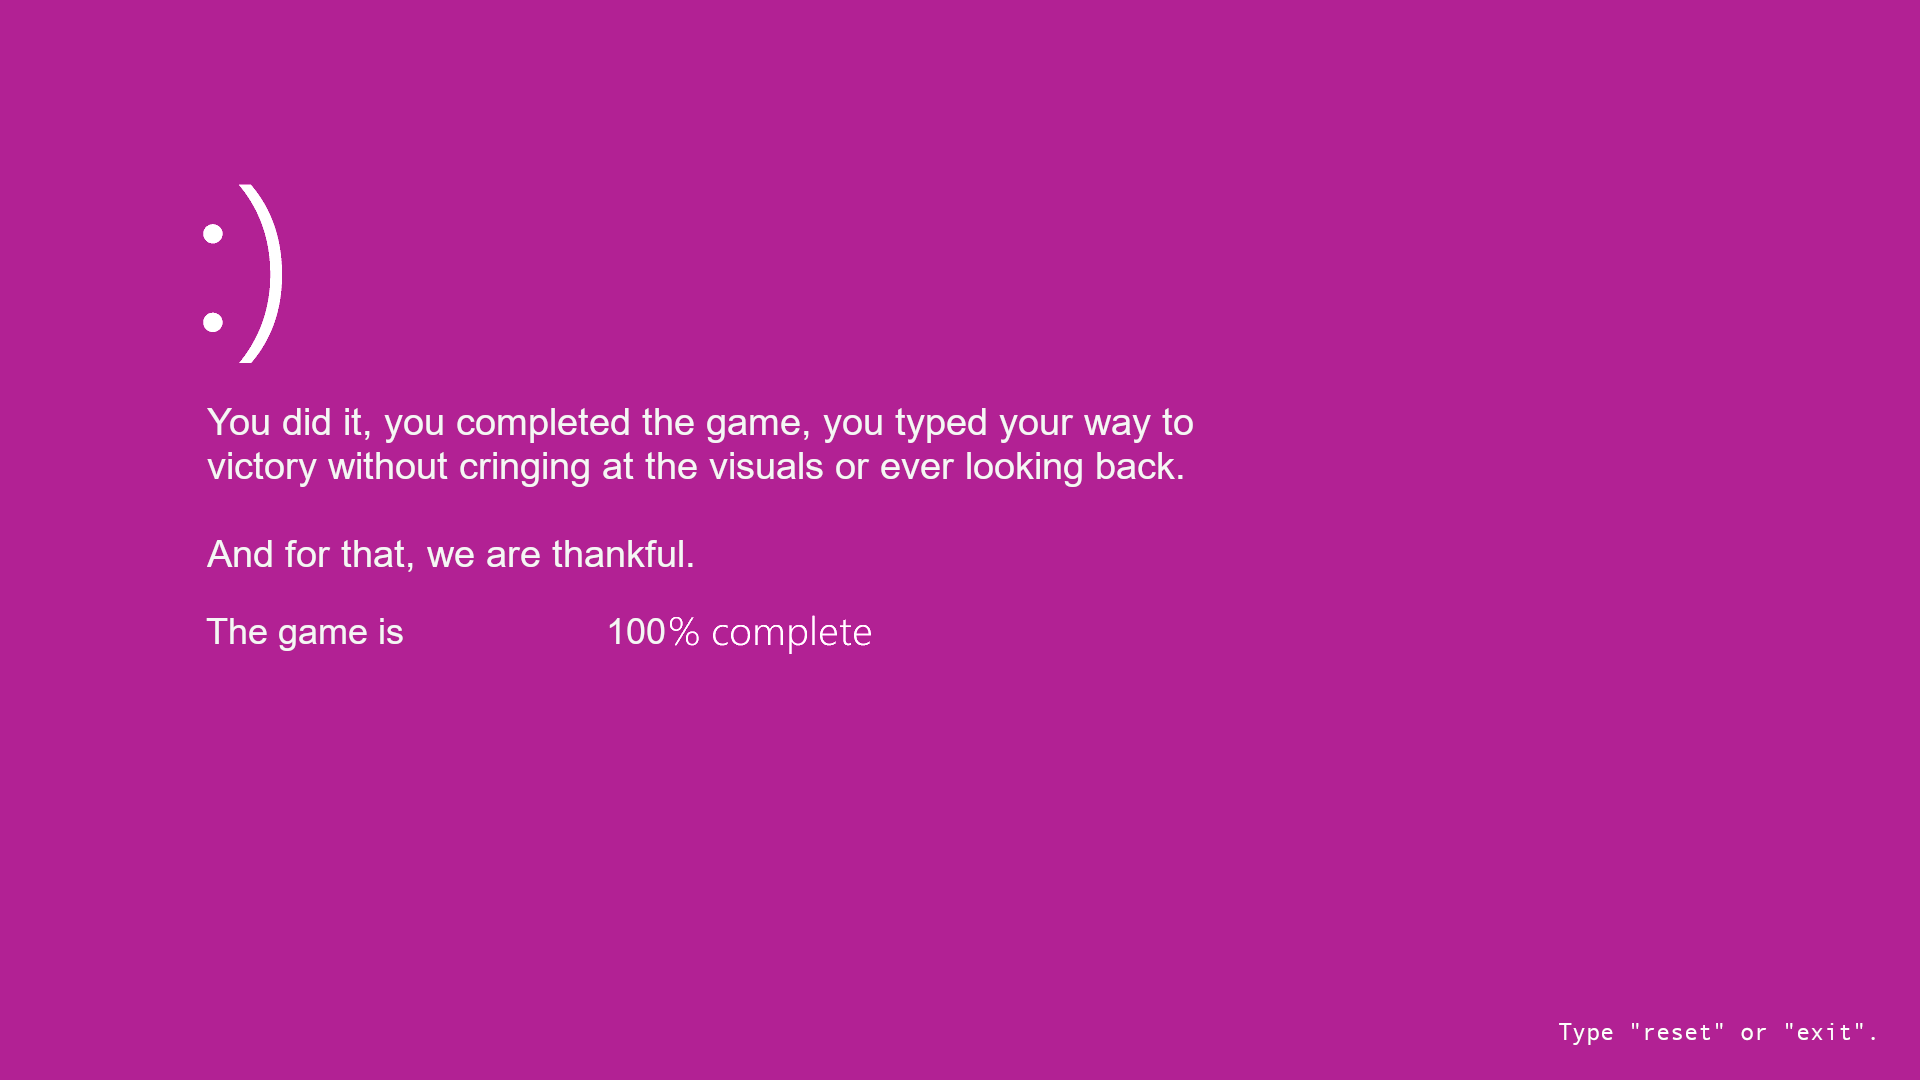 :)
You did it, you completed the game, you typed your way to
victory without cringing at the visuals or ever looking back.
And for that, we are thankful.
The game is 100% complete
Type "reset" or "exit".